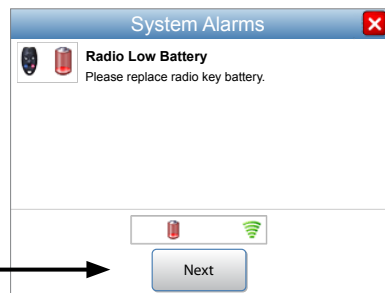 System Alarms
Radio Low Battery
Please replace radio key battery.
Next